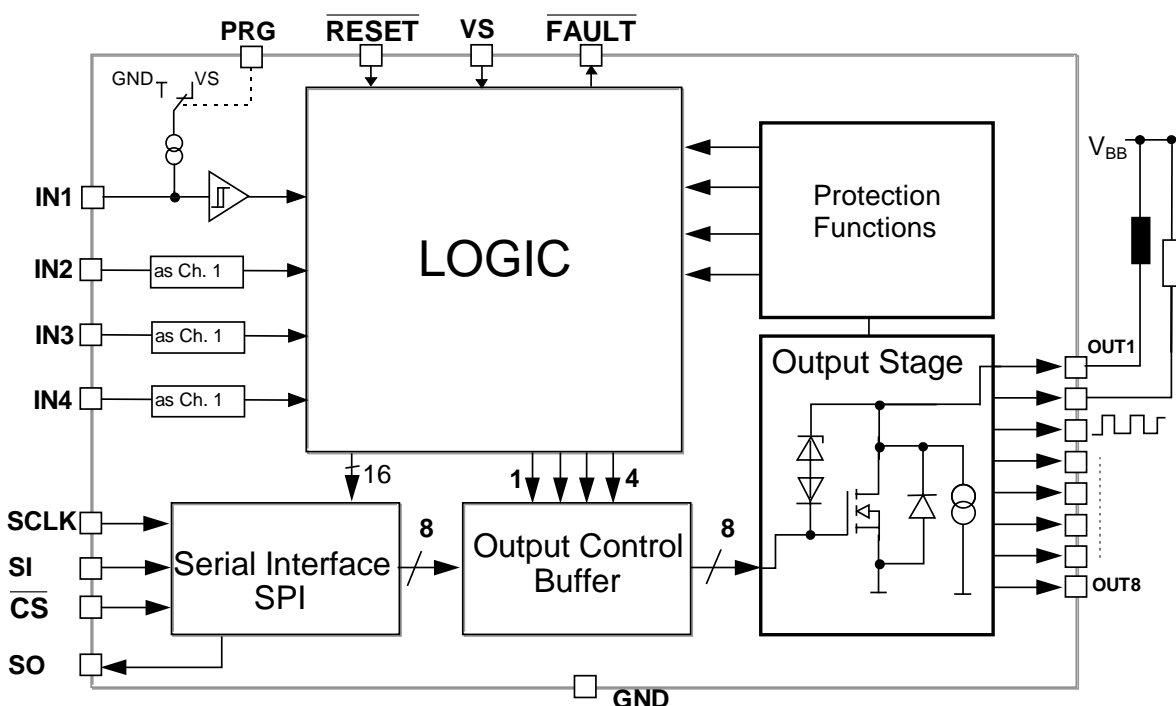 PRG
RESET
VS
FAULT
GND
VS
V_BB
IN1
Protection
Functions
LOGIC
IN2
as Ch. 1
IN3
as Ch. 1
OUT1
Output Stage
IN4
as Ch. 1
16
1
4
SCLK
8
8
Serial Interface
SPI
Output Control
Buffer
SI
CS
OUT8
SO
GND